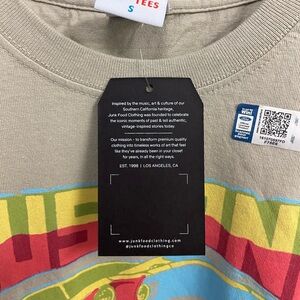 TEES
S
Inspired by the music, art & culture of our
Southern California heritage,
Junk Food Clothing was founded to celebrate
the iconic moments of past & tell authentic,
vintage-inspired stories today.
Our mission - to transform premium quality
clothing into timeless works of art that feel
like they've already been in your closet
for years, in all the right ways.
EST. 1998 | LOS ANGELES, CA
www.junkfoodclothing.com
@junkfoodclothingco